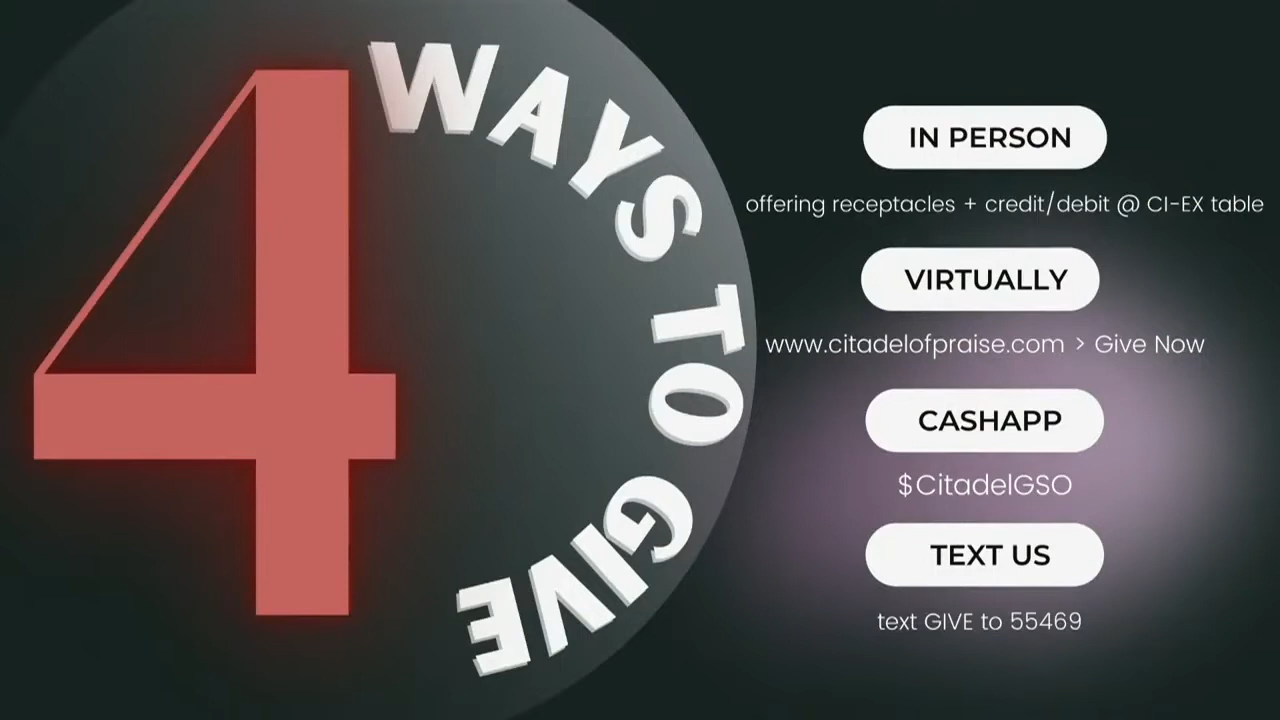 4
WAYS TO GIVE
IN PERSON
offering receptacles + credit/debit @ CI-EX table
VIRTUALLY
www.citadelofpraise.com > Give Now
CASHAPP
$CitadelGSO
TEXT US
text GIVE to 55469